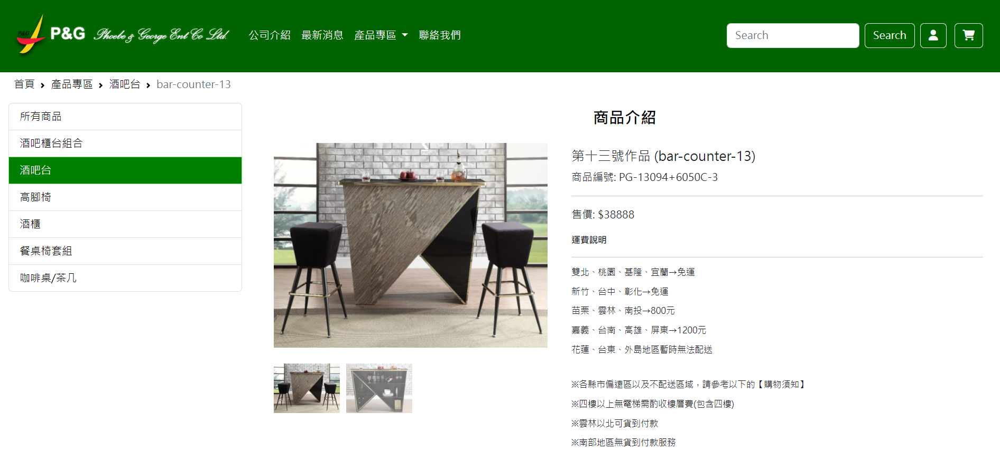 P&G
P&G Phoebe & George Ent Co Ltd.
公司介紹 最新消息 產品專區 聯絡我們
Search Search
首頁 產品專區 酒吧台 bar-counter-13
所有商品
酒吧櫃台組合
酒吧台
高腳椅
酒櫃
餐桌椅套組
咖啡桌/茶几
商品介紹
第十三號作品 (bar-counter-13)
商品編號: PG-13094+6050C-3
售價: $38888
運費說明
雙北、桃園、基隆、宜蘭→免運
新竹、台中、彰化→免運
苗栗、雲林、南投→800元
嘉義、台南、高雄、屏東→1200元
花蓮、台東、外島地區暫時無法配送
※各縣市偏遠區以及不配送區域，請參考以下的【購物須知】
※四樓以上無電梯需酌收樓層費(包含四樓)
※雲林以北可貨到付款
※南部地區無貨到付款服務